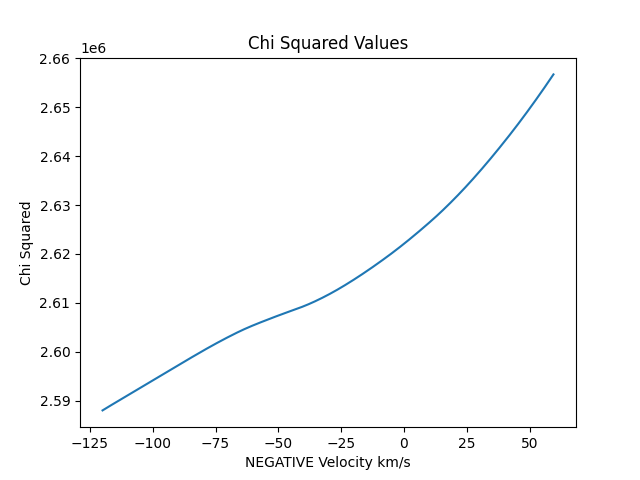 Chi Squared Values
1e6
2.66
2.65
2.64
2.63
2.62
2.61
2.60
2.59
Chi Squared
−125 −100 −75 −50 −25 0 25 50
NEGATIVE Velocity km/s